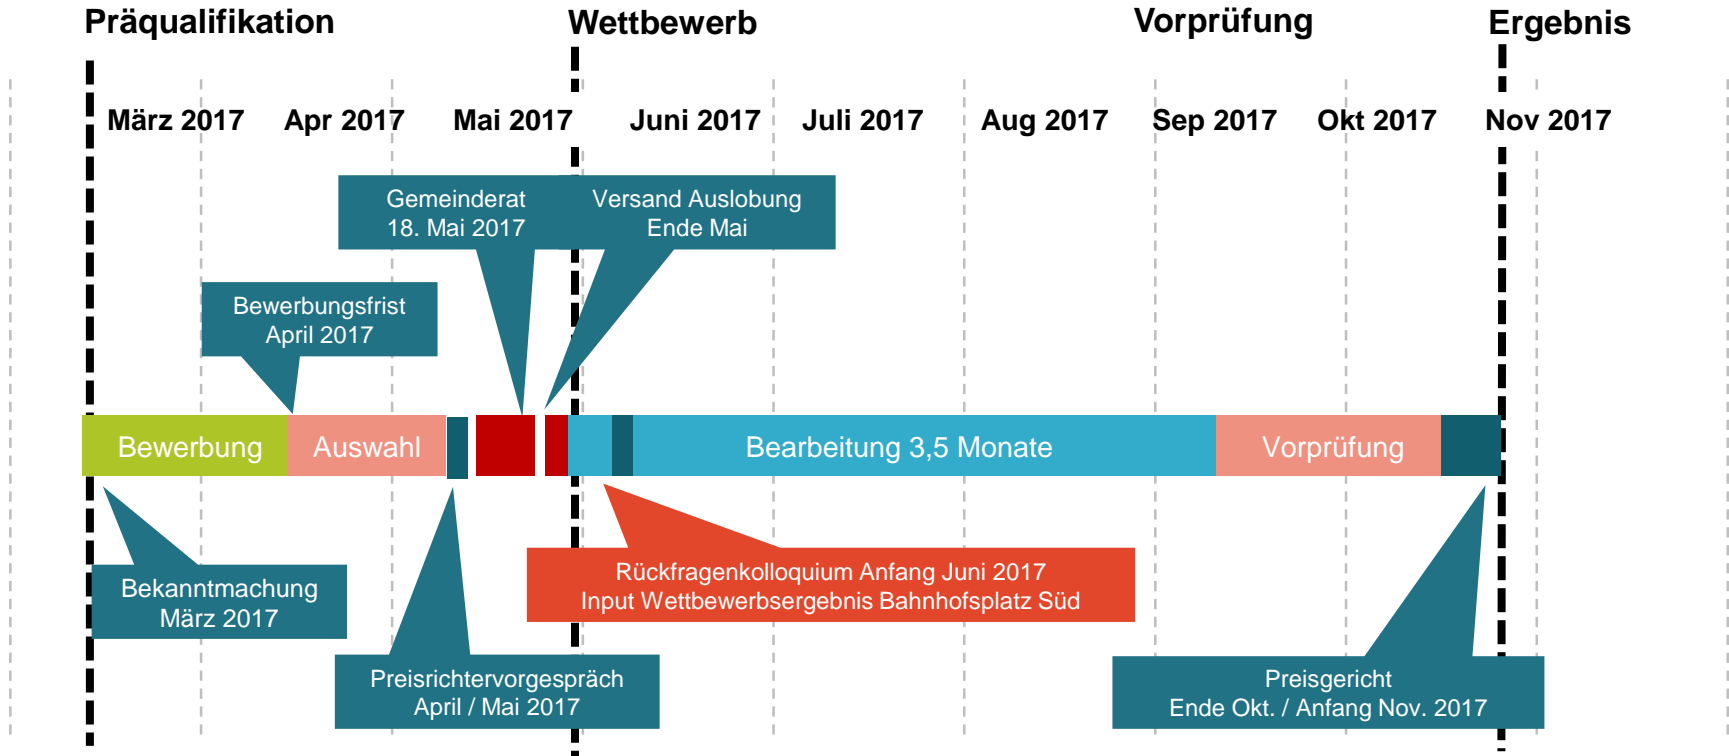 Präqualifikation
Wettbewerb
Vorprüfung
Ergebnis
März 2017
Apr 2017
Mai 2017
Juni 2017
Juli 2017
Aug 2017
Sep 2017
Okt 2017
Nov 2017
Gemeinderat
18. Mai 2017
Versand Auslobung
Ende Mai
Bewerbungsfrist
April 2017
Bewerbung
Auswahl
Bearbeitung 3,5 Monate
Vorprüfung
Rückfragenkolloquium Anfang Juni 2017
Input Wettbewerbsergebnis Bahnhofsplatz Süd
Bekanntmachung
März 2017
Preisrichtervorgespräch
April / Mai 2017
Preisgericht
Ende Okt. / Anfang Nov. 2017